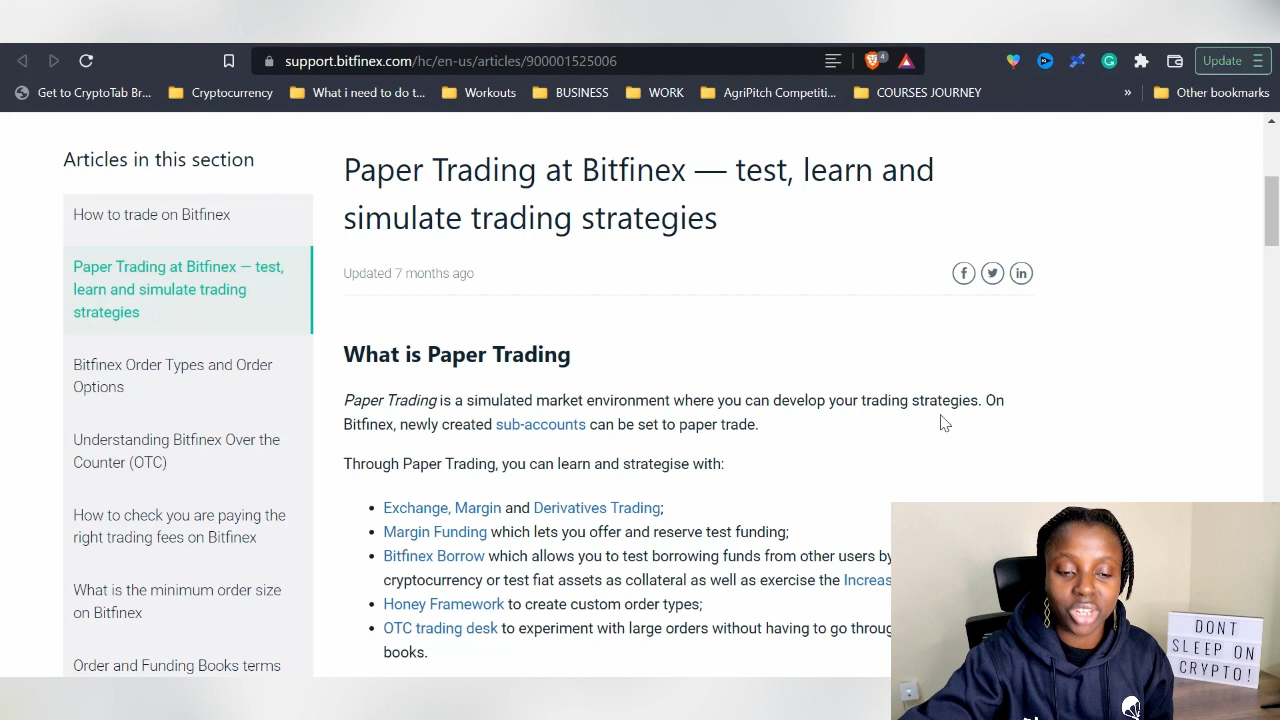 support.bitfinex.com/hc/en-us/articles/900001525006
4
Update
Get to CryptoTab Br...
Cryptocurrency
What i need to do t...
Workouts
BUSINESS
WORK
AgriPitch Competiti...
COURSES JOURNEY
»
Other bookmarks
Articles in this section
How to trade on Bitfinex
Paper Trading at Bitfinex — test,
learn and simulate trading
strategies
Bitfinex Order Types and Order
Options
Understanding Bitfinex Over the
Counter (OTC)
How to check you are paying the
right trading fees on Bitfinex
What is the minimum order size
on Bitfinex
Order and Funding Books terms
Paper Trading at Bitfinex — test, learn and
simulate trading strategies
Updated 7 months ago
What is Paper Trading
Paper Trading is a simulated market environment where you can develop your trading strategies. On
Bitfinex, newly created sub-accounts can be set to paper trade.
Through Paper Trading, you can learn and strategise with:
• Exchange, Margin and Derivatives Trading;
• Margin Funding which lets you offer and reserve test funding;
• Bitfinex Borrow which allows you to test borrowing funds from other users by
cryptocurrency or test fiat assets as collateral as well as exercise the Increas
• Honey Framework to create custom order types;
• OTC trading desk to experiment with large orders without having to go throug
books.
DONT
SLEEP ON
CRYPTO!